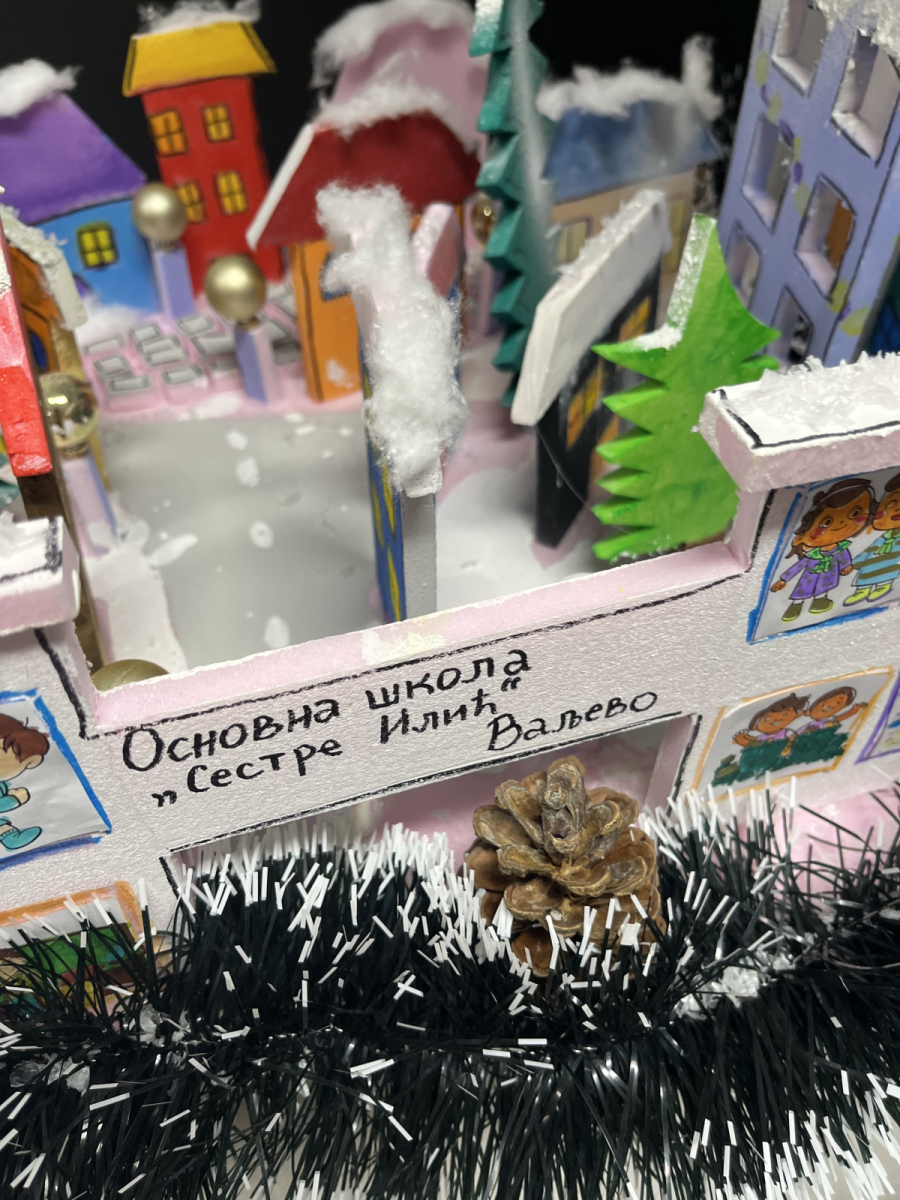 Основна школа
„Сестре Илић“
Ваљево